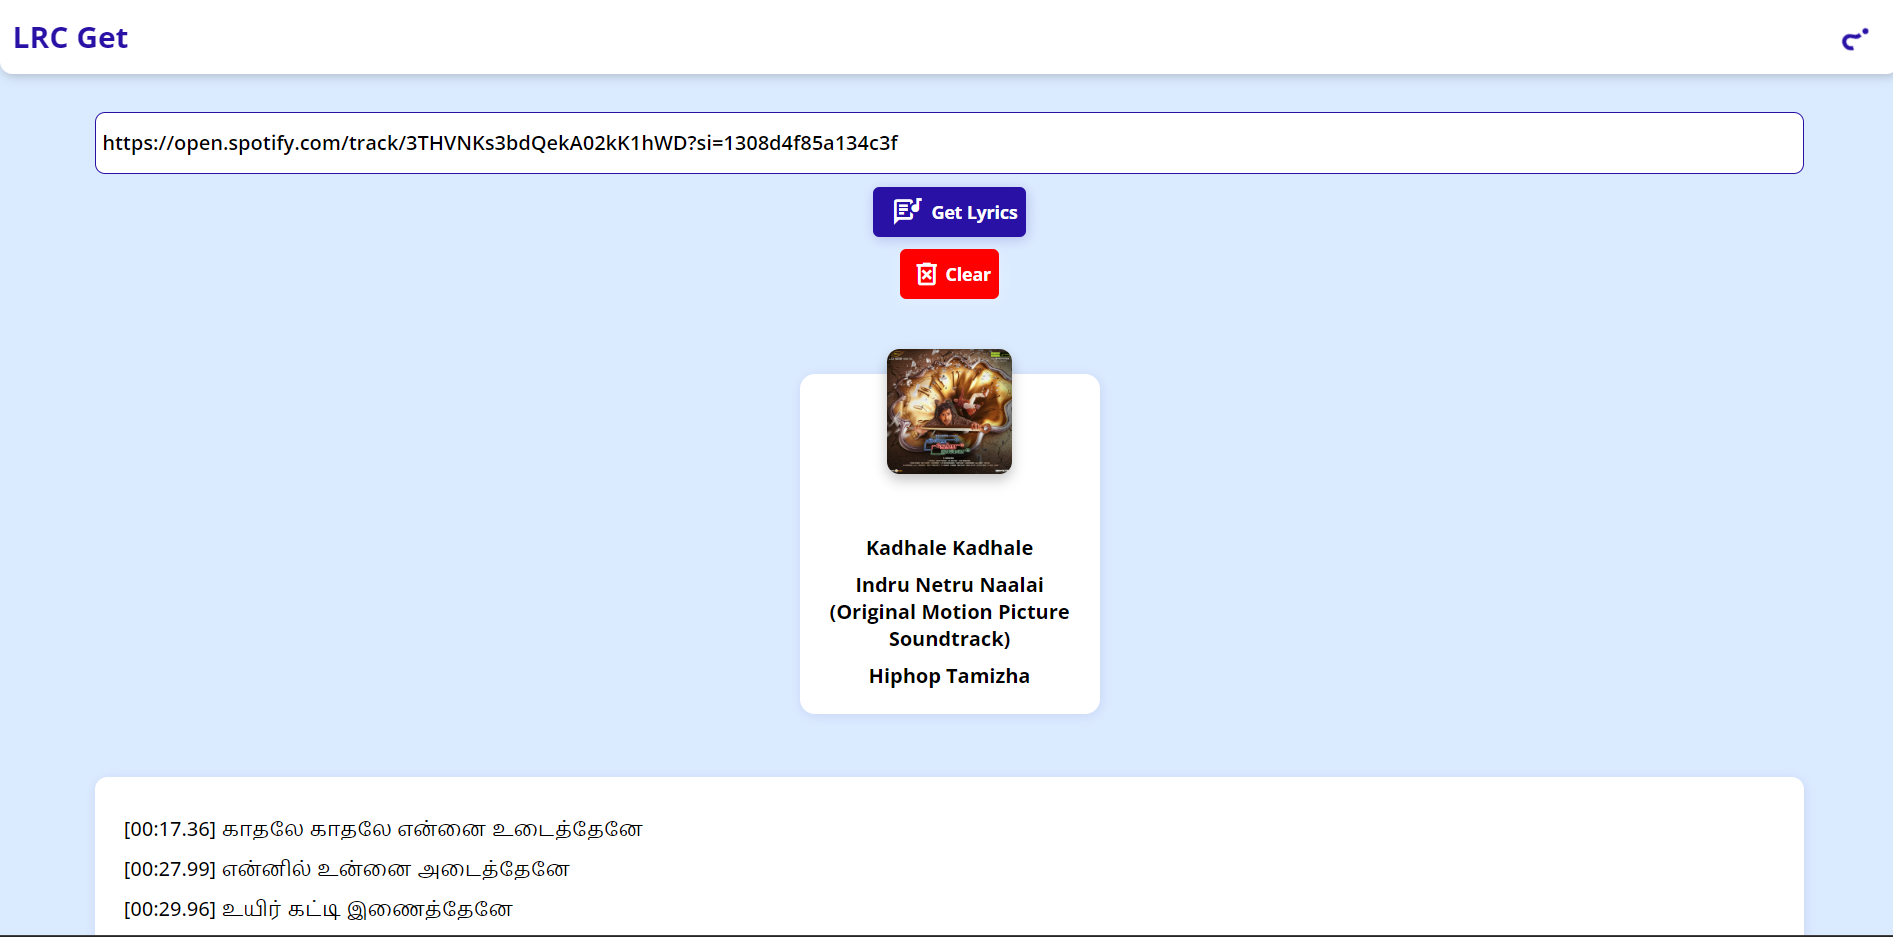 LRC Get
https://open.spotify.com/track/3THVNKs3bdQekA02kK1hWD?si=1308d4f85a134c3f
Get Lyrics
Clear
Kadhale Kadhale
Indru Netru Naalai
(Original Motion Picture
Soundtrack)
Hiphop Tamizha
[00:17.36] காதலே காதலே என்னை உடைத்தேனே
[00:27.99] என்னில் உன்னை அடைத்தேனே
[00:29.96] உயிர் கட்டி இணைத்தேனே